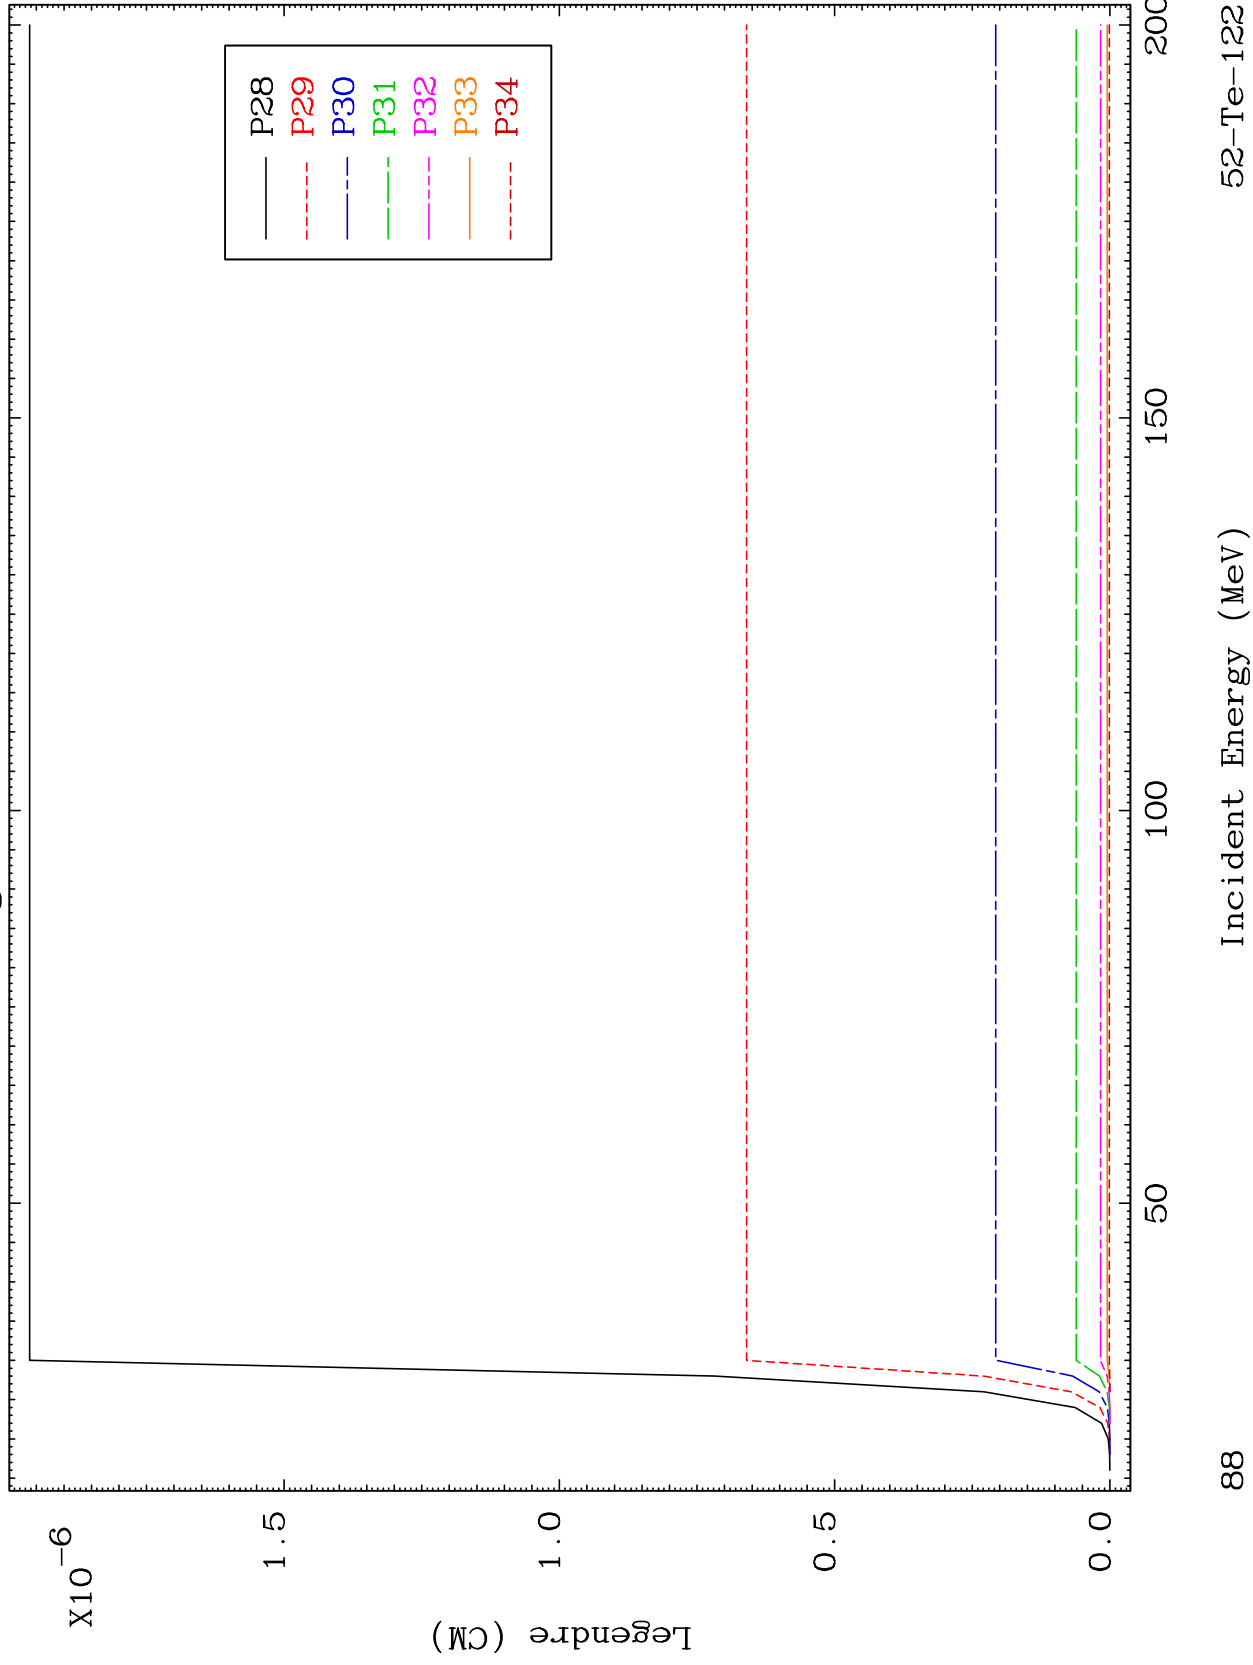 X10-6
1.5
1.0
0.5
0.0
Legendre (CM)
P28
P29
P30
P31
P32
P33
P34
50
100
150
200
Incident Energy (MeV)
88
52-Te-122